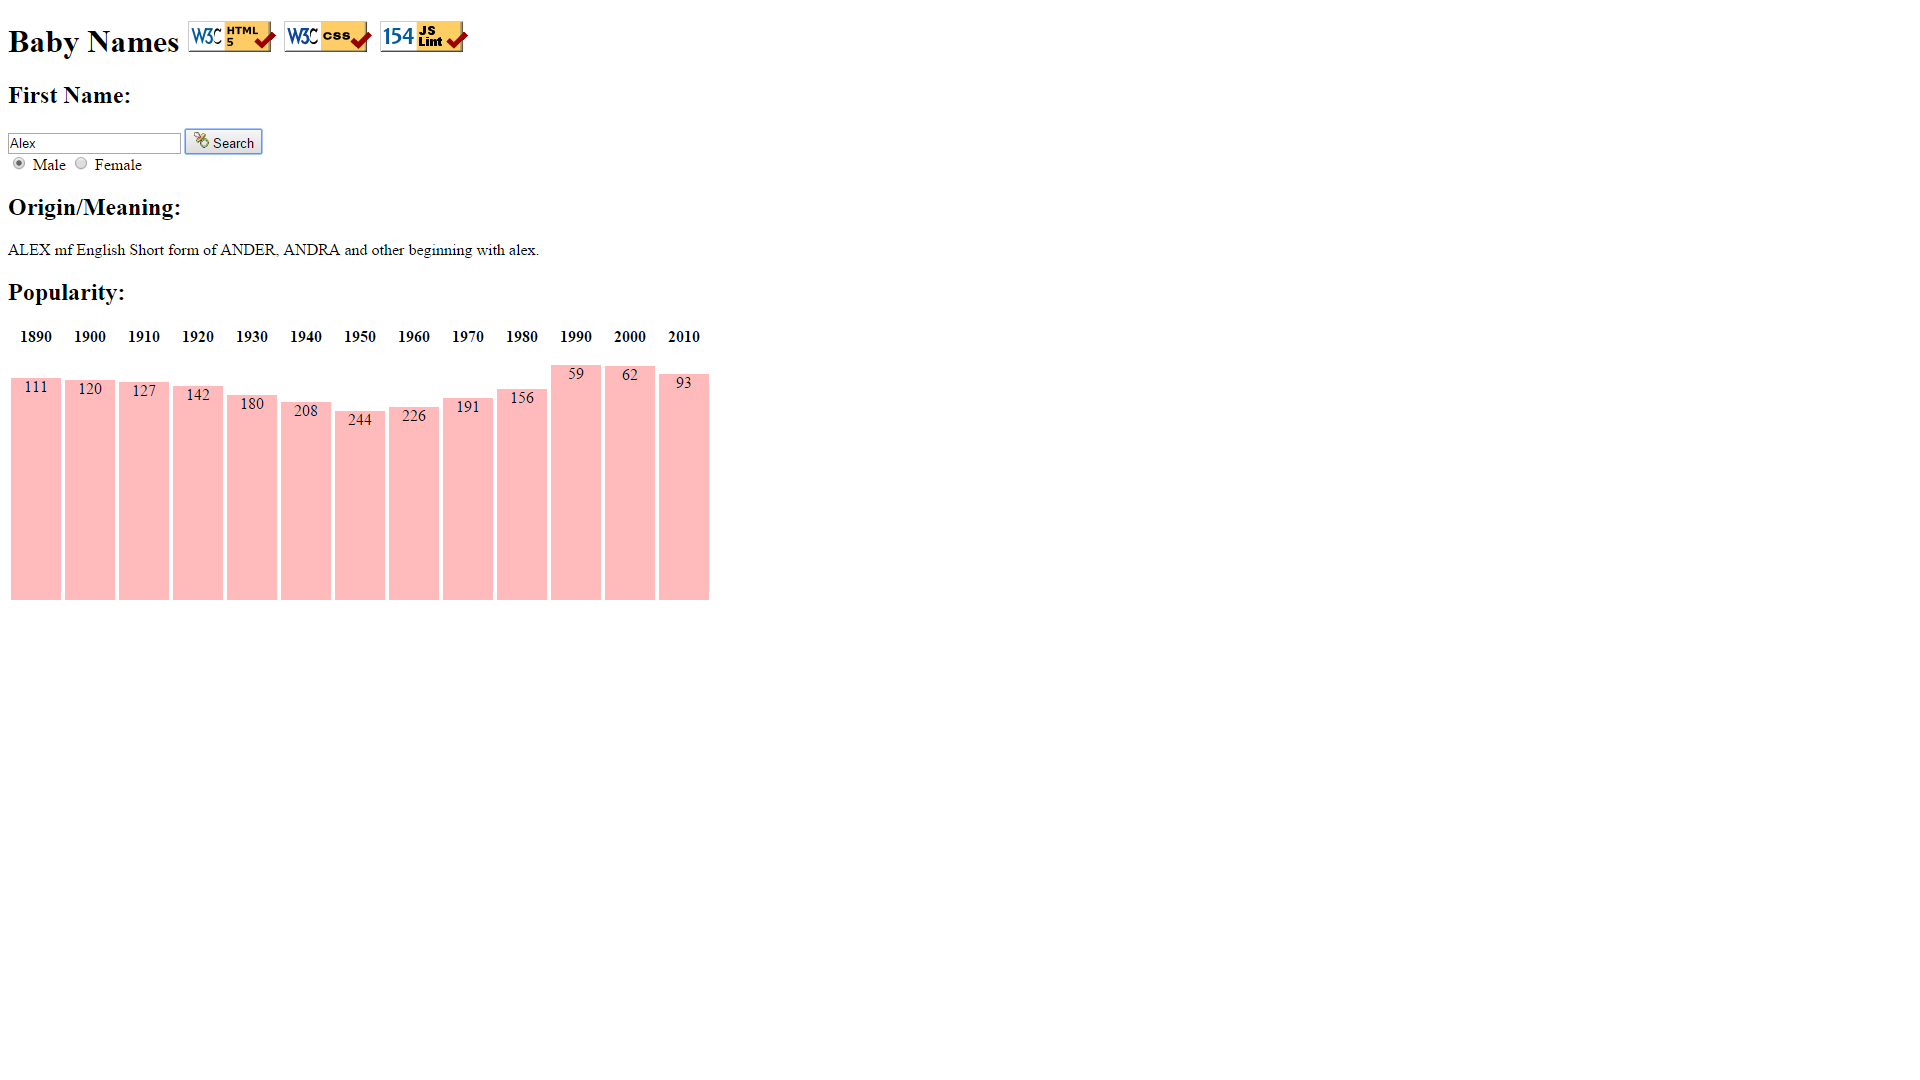 Baby Names W3C HTML 5 W3C css 154 JS Lint
First Name:
Alex Search
Male Female
Origin/Meaning:
ALEX mf English Short form of ANDER, ANDRA and other beginning with alex.
Popularity:
1890 1900 1910 1920 1930 1940 1950 1960 1970 1980 1990 2000 2010
111 120 127 142 180 208 244 226 191 156 59 62 93